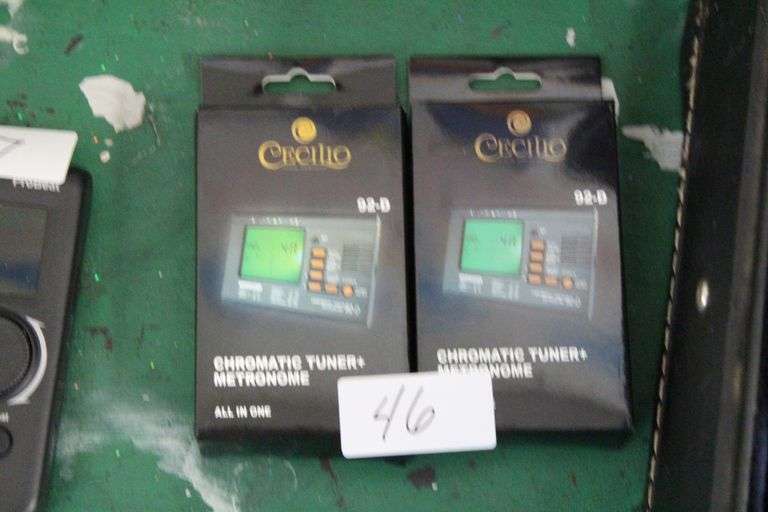 CECILIO
92-D
CHROMATIC TUNER+
METRONOME
ALL IN ONE
CECILIO
92-D
CHROMATIC TUNER+
METRONOME
46